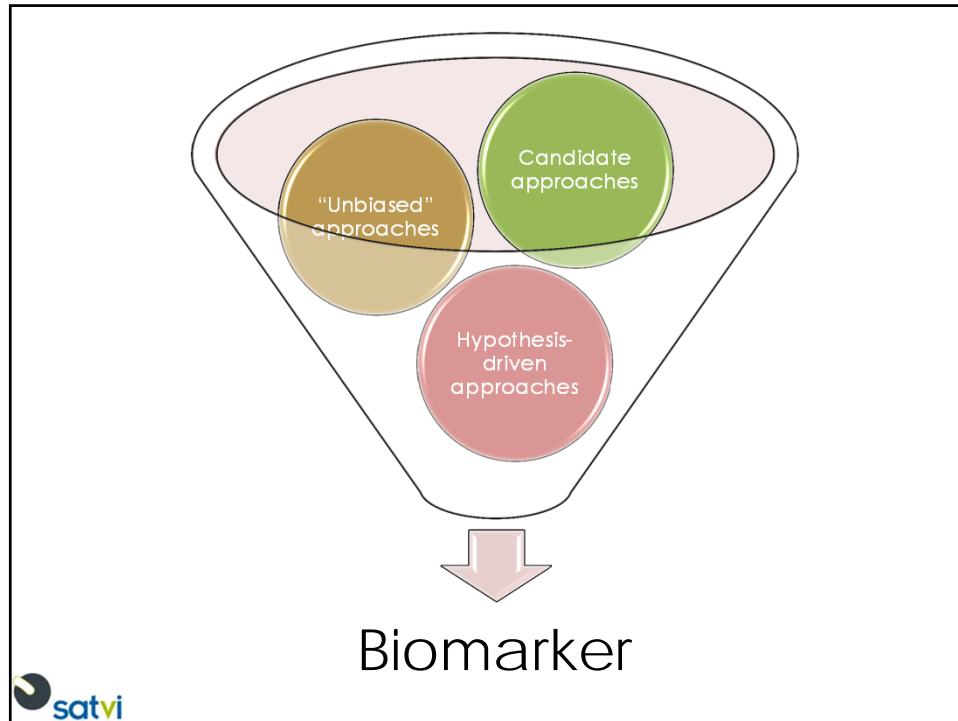 Candidate
approaches
“Unbiased”
approaches
Hypothesis-
driven
approaches
Biomarker
satvi